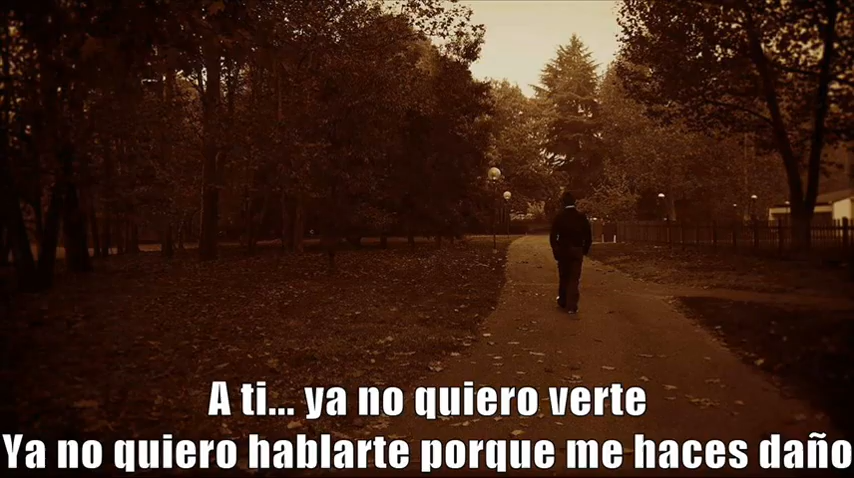 A ti... ya no quiero verte
Ya no quiero hablarte porque me haces daño